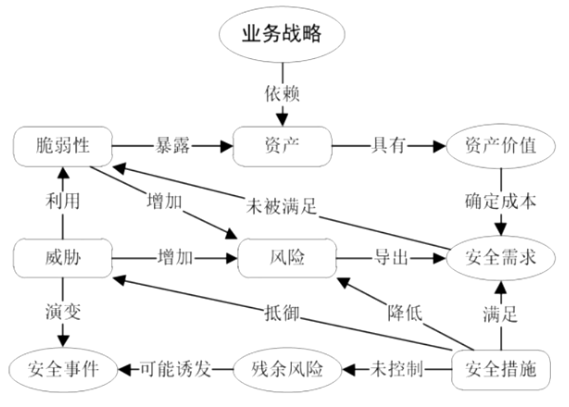 业务战略
依赖
脆弱性 暴露 资产 具有 资产价值
利用 增加 未被满足 确定成本
威胁 增加 风险 导出 安全需求
演变 抵御 降低 满足
安全事件 可能诱发 残余风险 未控制 安全措施